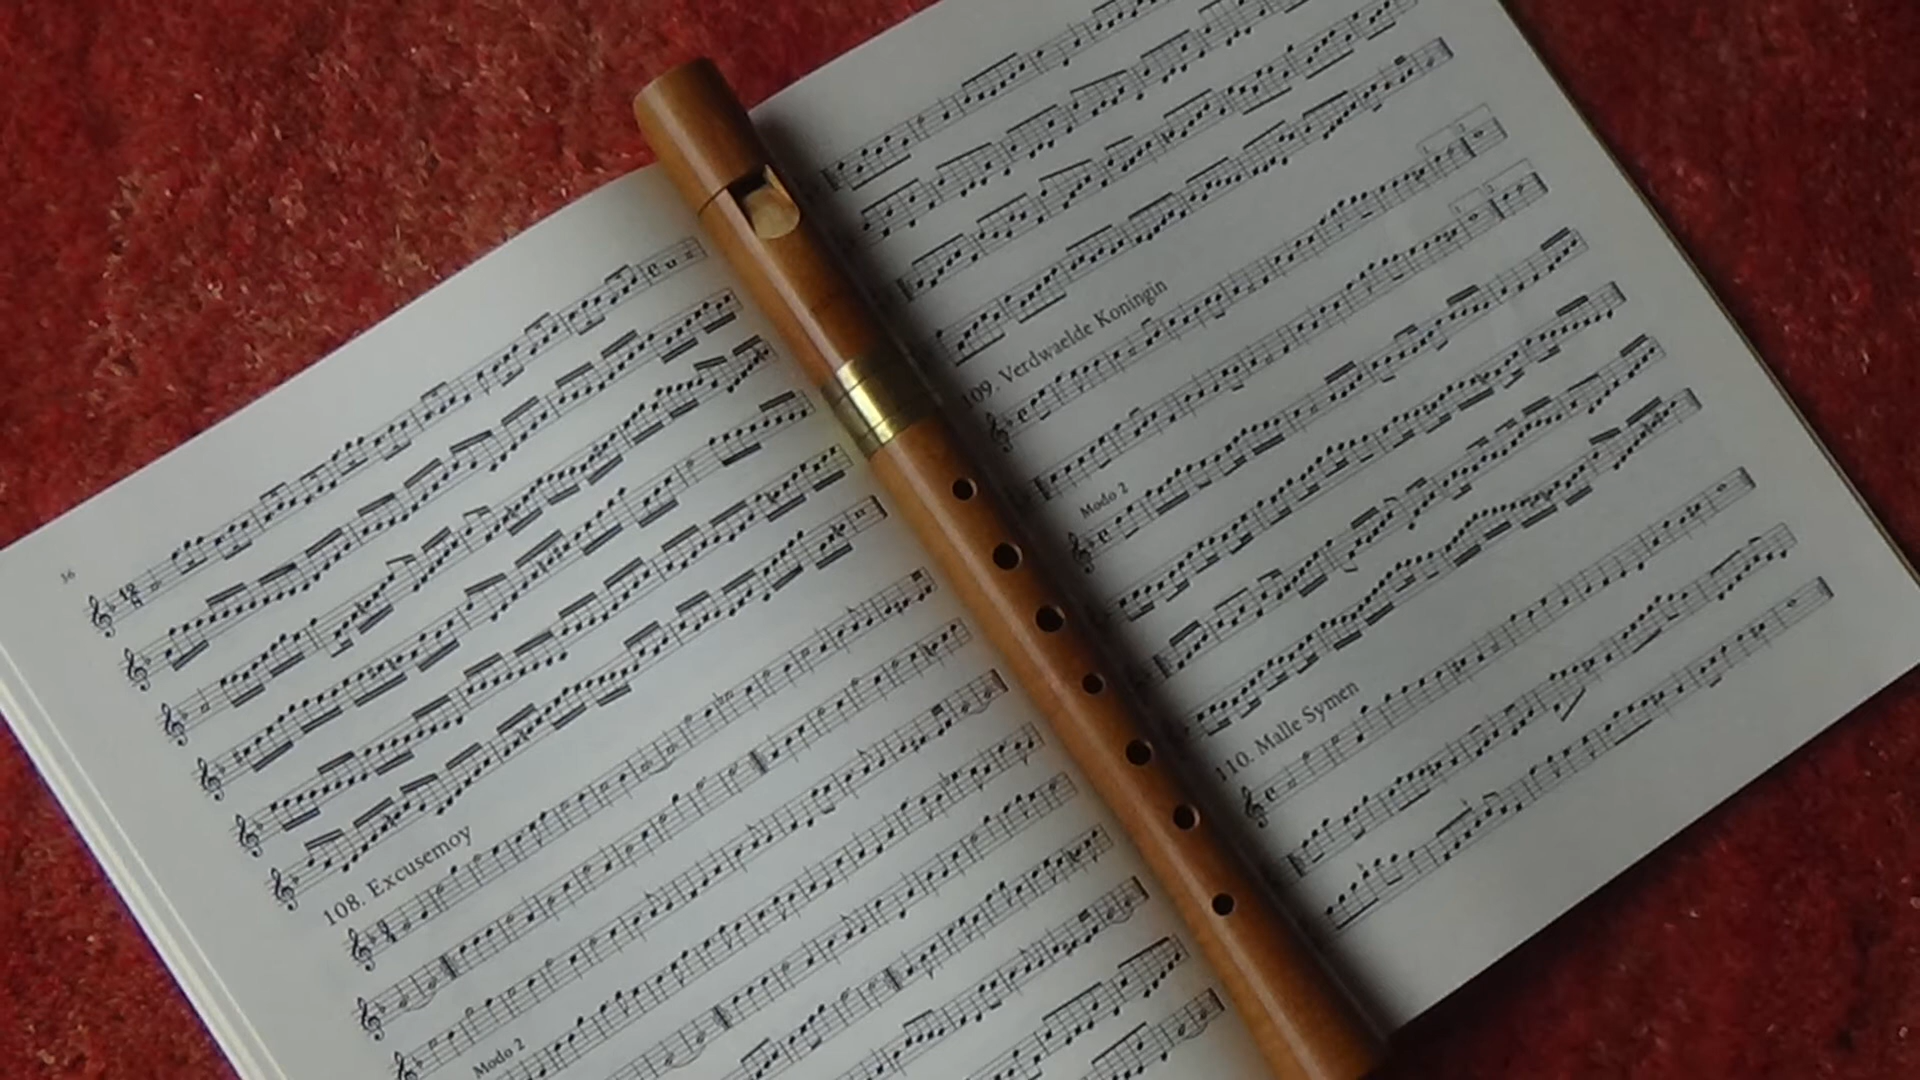 36
108. Excusemoy
Modo 2
109. Verdwaelde Koningin
Modo 2
110. Malle Symen